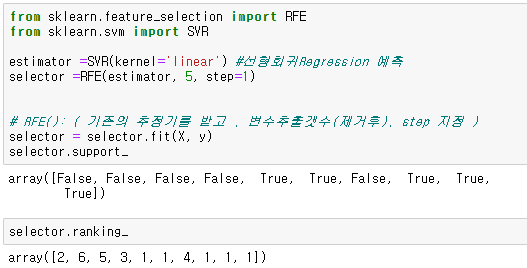 from sklearn.feature_selection import RFE
from sklearn.svm import SVR
estimator =SVR(kernel='linear') #선형회귀Regression 예측
selector =RFE(estimator, 5, step=1)
# RFE(): ( 기존의 추정기를 받고 , 변수추출갯수(제거후), step 지정 )
selector = selector.fit(X, y)
selector.support_
array([False, False, False, False, True, True, False, True, True,
True])
selector.ranking_
array([2, 6, 5, 3, 1, 1, 4, 1, 1, 1])